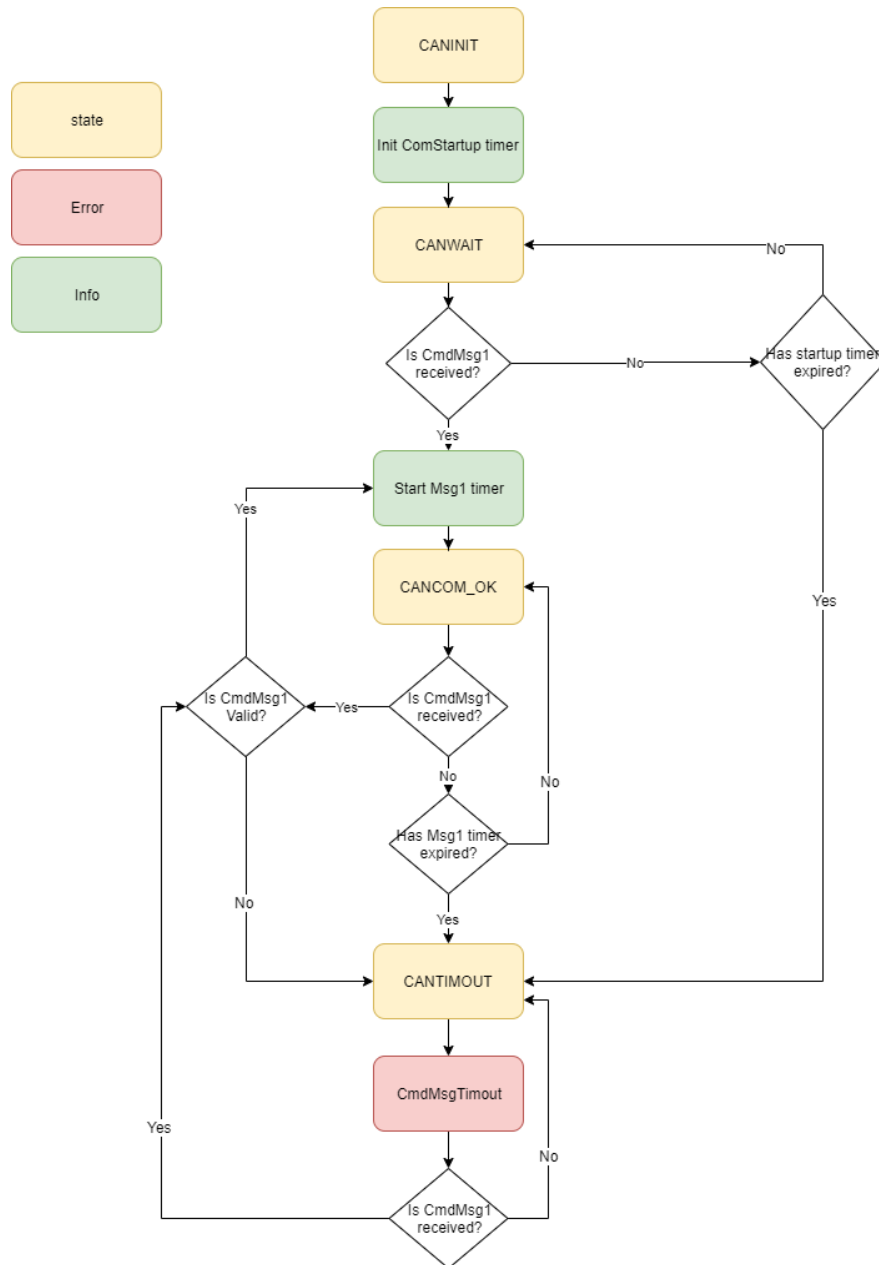 CANINIT
state
Init ComStartup timer
Error
CANWAIT
No
Info
Is CmdMsg1
received?
No
Has startup timer
expired?
Yes
Start Msg1 timer
Yes
CANCOM_OK
Yes
Is CmdMsg1
Valid?
Yes
Is CmdMsg1
received?
No
No
Has Msg1 timer
expired?
No
Yes
CANTIMOUT
CmdMsgTimout
Yes
No
Is CmdMsg1
received?